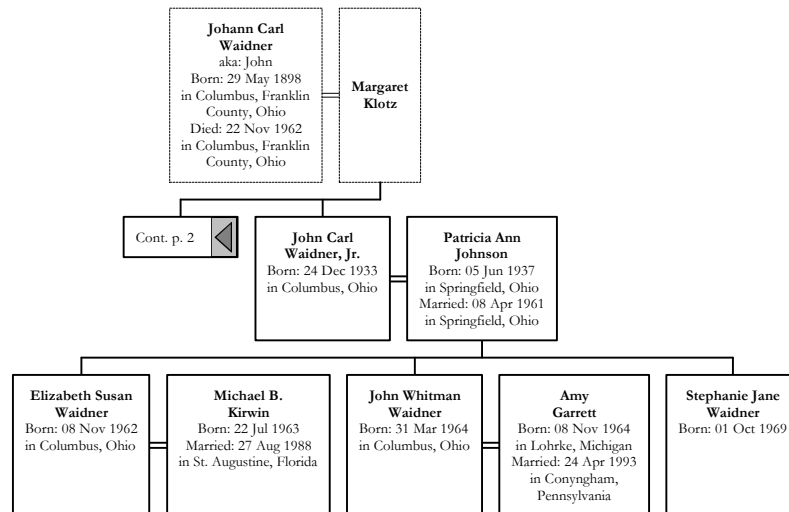 Johann Carl
Waidner
aka: John
Born: 29 May 1898
in Columbus, Franklin
County, Ohio
Died: 22 Nov 1962
in Columbus, Franklin
County, Ohio
Margaret
Klotz
Cont. p. 2
John Carl
Waidner, Jr.
Born: 24 Dec 1933
in Columbus, Ohio
Patricia Ann
Johnson
Born: 05 Jun 1937
in Springfield, Ohio
Married: 08 Apr 1961
in Springfield, Ohio
Elizabeth Susan
Waidner
Born: 08 Nov 1962
in Columbus, Ohio
Michael B.
Kirwin
Born: 22 Jul 1963
Married: 27 Aug 1988
in St. Augustine, Florida
John Whitman
Waidner
Born: 31 Mar 1964
in Columbus, Ohio
Amy
Garrett
Born: 08 Nov 1964
in Lohrke, Michigan
Married: 24 Apr 1993
in Conyngham,
Pennsylvania
Stephanie Jane
Waidner
Born: 01 Oct 1969